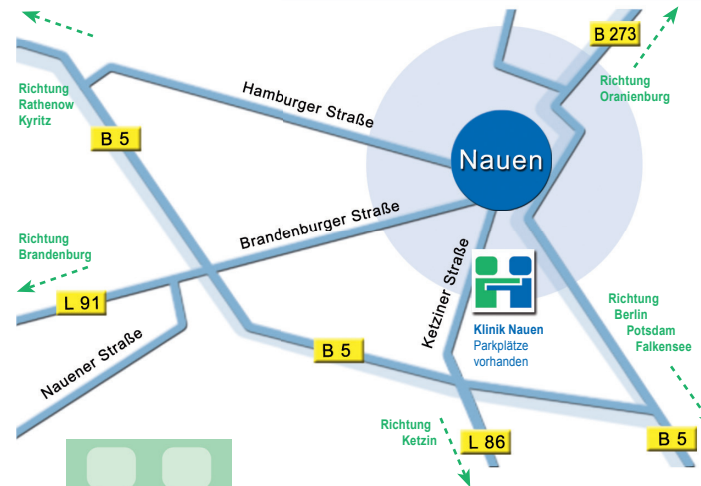 B 273
Richtung
Oranienburg
Richtung
Rathenow
Kyritz
Hamburger Straße
B 5
Nauen
Brandenburger Straße
Richtung
Brandenburg
L 91
Nauener Straße
Ketziner Straße
Klinik Nauen
Parkplätze
vorhanden
Richtung
Berlin
Potsdam
Falkensee
B 5
Richtung
Ketzin
L 86
B 5